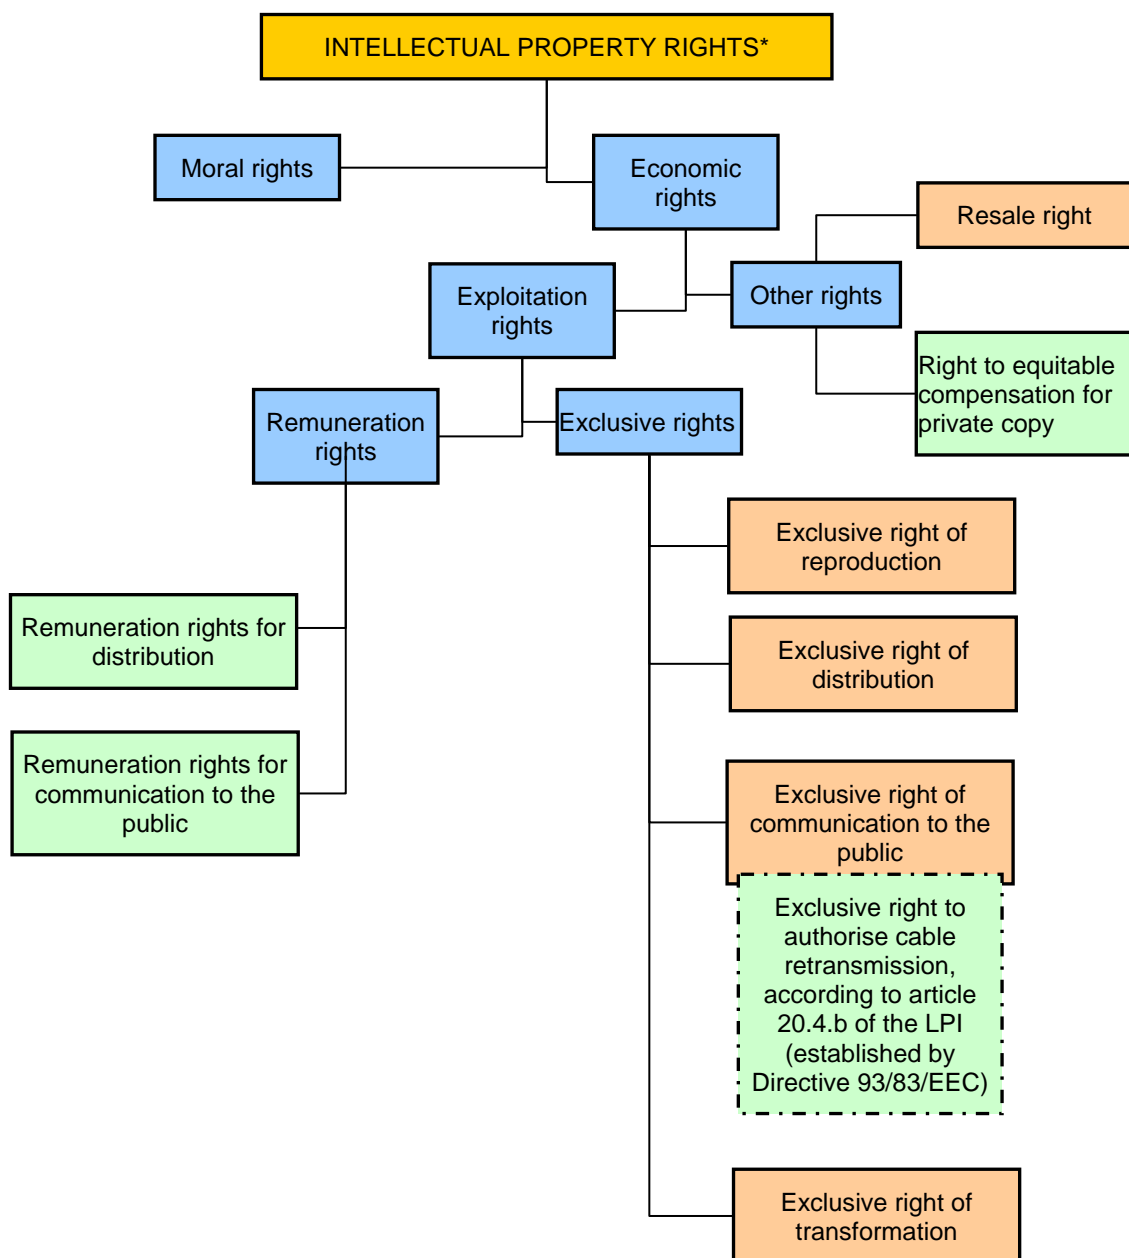 INTELLECTUAL PROPERTY RIGHTS*
Moral rights
Economic
rights
Resale right
Exploitation
rights
Other rights
Right to equitable
compensation for
private copy
Remuneration
rights
Exclusive rights
Exclusive right of
reproduction
Remuneration rights for
distribution
Exclusive right of
distribution
Remuneration rights for
communication to the
public
Exclusive right of
communication to the
public
Exclusive right to
authorise cable
retransmission,
according to article
20.4.b of the LPI
(established by
Directive 93/83/EEC)
Exclusive right of
transformation